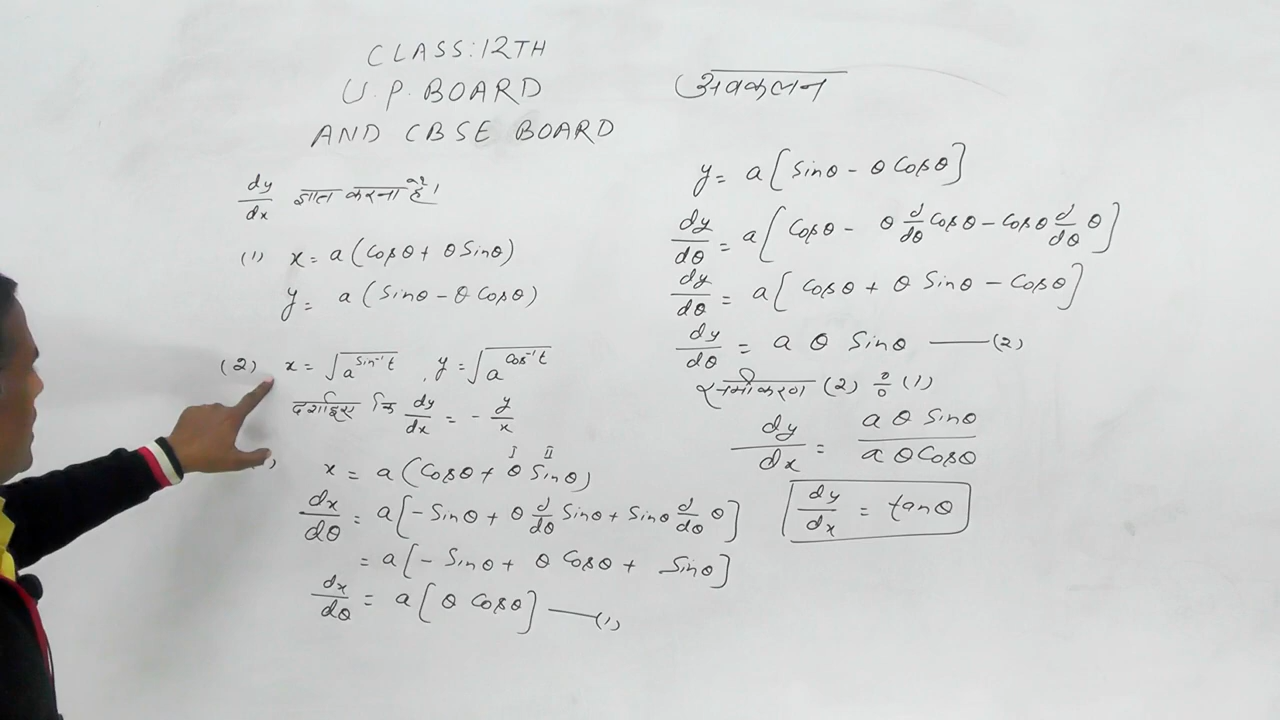 CLASS:12TH
U.P. BOARD
AND CBSE BOARD
dy/dx ज्ञात करना है।
(1) x = a(Cosθ + θ Sinθ)
y = a(Sinθ - θ Cosθ)
(2) x = √a^Sin⁻¹t , y = √a^Cos⁻¹t
दर्शाइए कि dy/dx = - y/x
I II
x = a(Cosθ + θ Sinθ)
dx/dθ = a[-Sinθ + θ d/dθ Sinθ + Sinθ d/dθ θ]
= a[- Sinθ + θ Cosθ + Sinθ]
dx/dθ = a[θ Cosθ] —(1)
अवकलन
y = a[Sinθ - θ Cosθ]
dy/dθ = a[Cosθ - θ d/dθ Cosθ - Cosθ d/dθ θ]
dy/dθ = a[Cosθ + θ Sinθ - Cosθ]
dy/dθ = a θ Sinθ —(2)
समीकरण (2) % (1)
dy/dx = a θ Sinθ / a θ Cosθ
dy/dx = tanθ